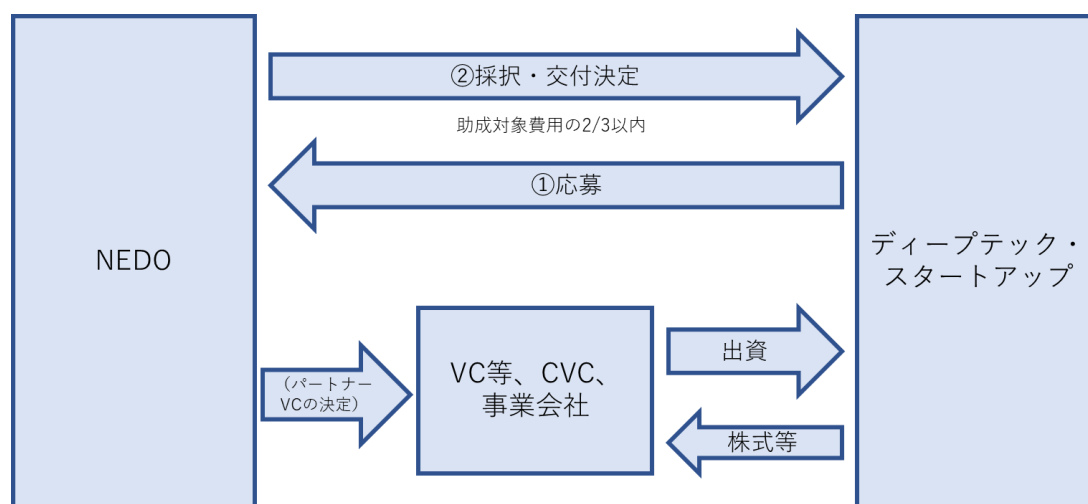 ②採択・交付決定
助成対象費用の2/3以内
①応募
NEDO
ディープテック・
スタートアップ
(パートナー
VCの決定)
VC等、CVC、
事業会社
出資
株式等